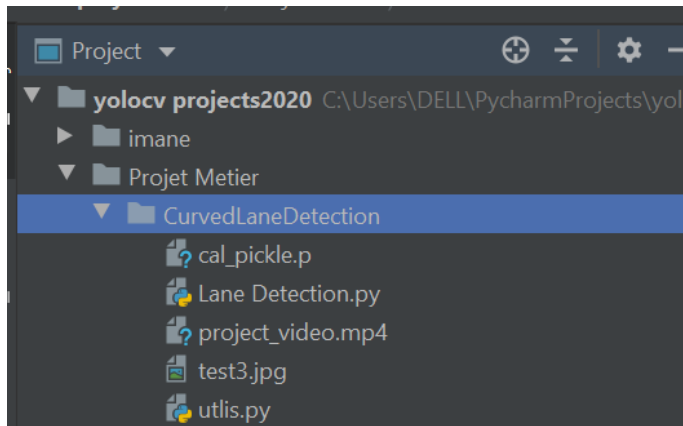 Project
yolocv projects2020 C:\Users\DELL\PycharmProjects\yol
imane
Projet Metier
CurvedLaneDetection
cal_pickle.p
Lane Detection.py
project_video.mp4
test3.jpg
utlis.py